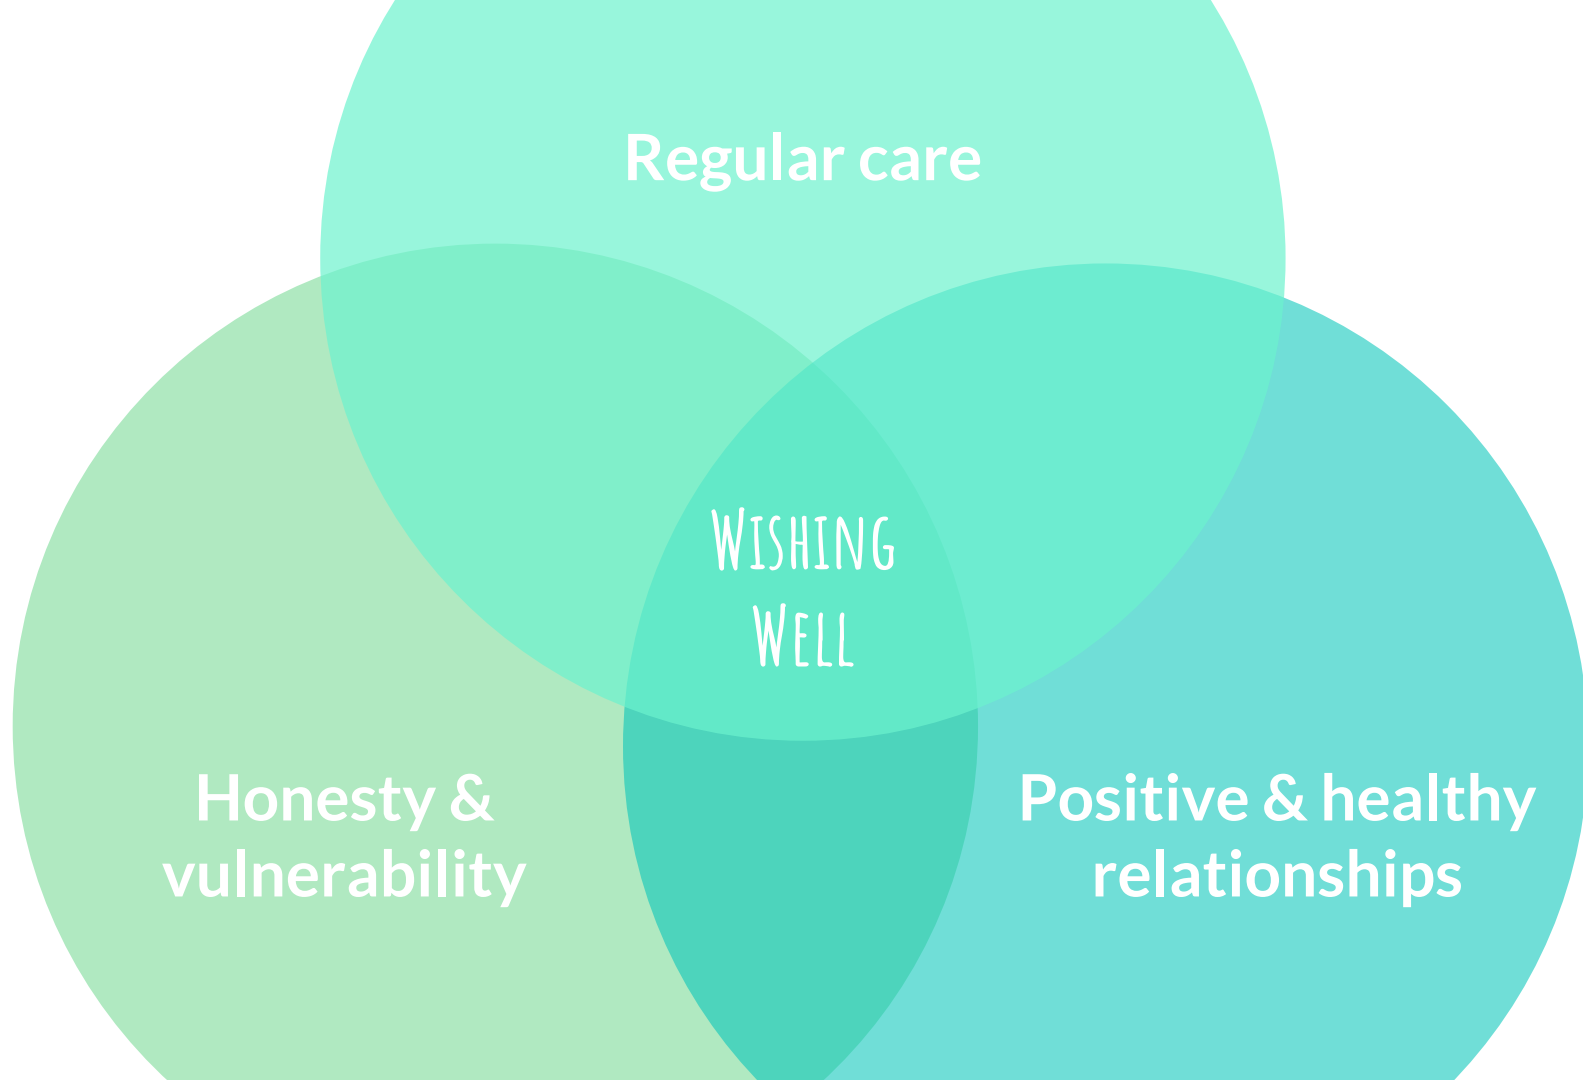 Regular care
Wishing
Well
Honesty &
vulnerability
Positive & healthy
relationships